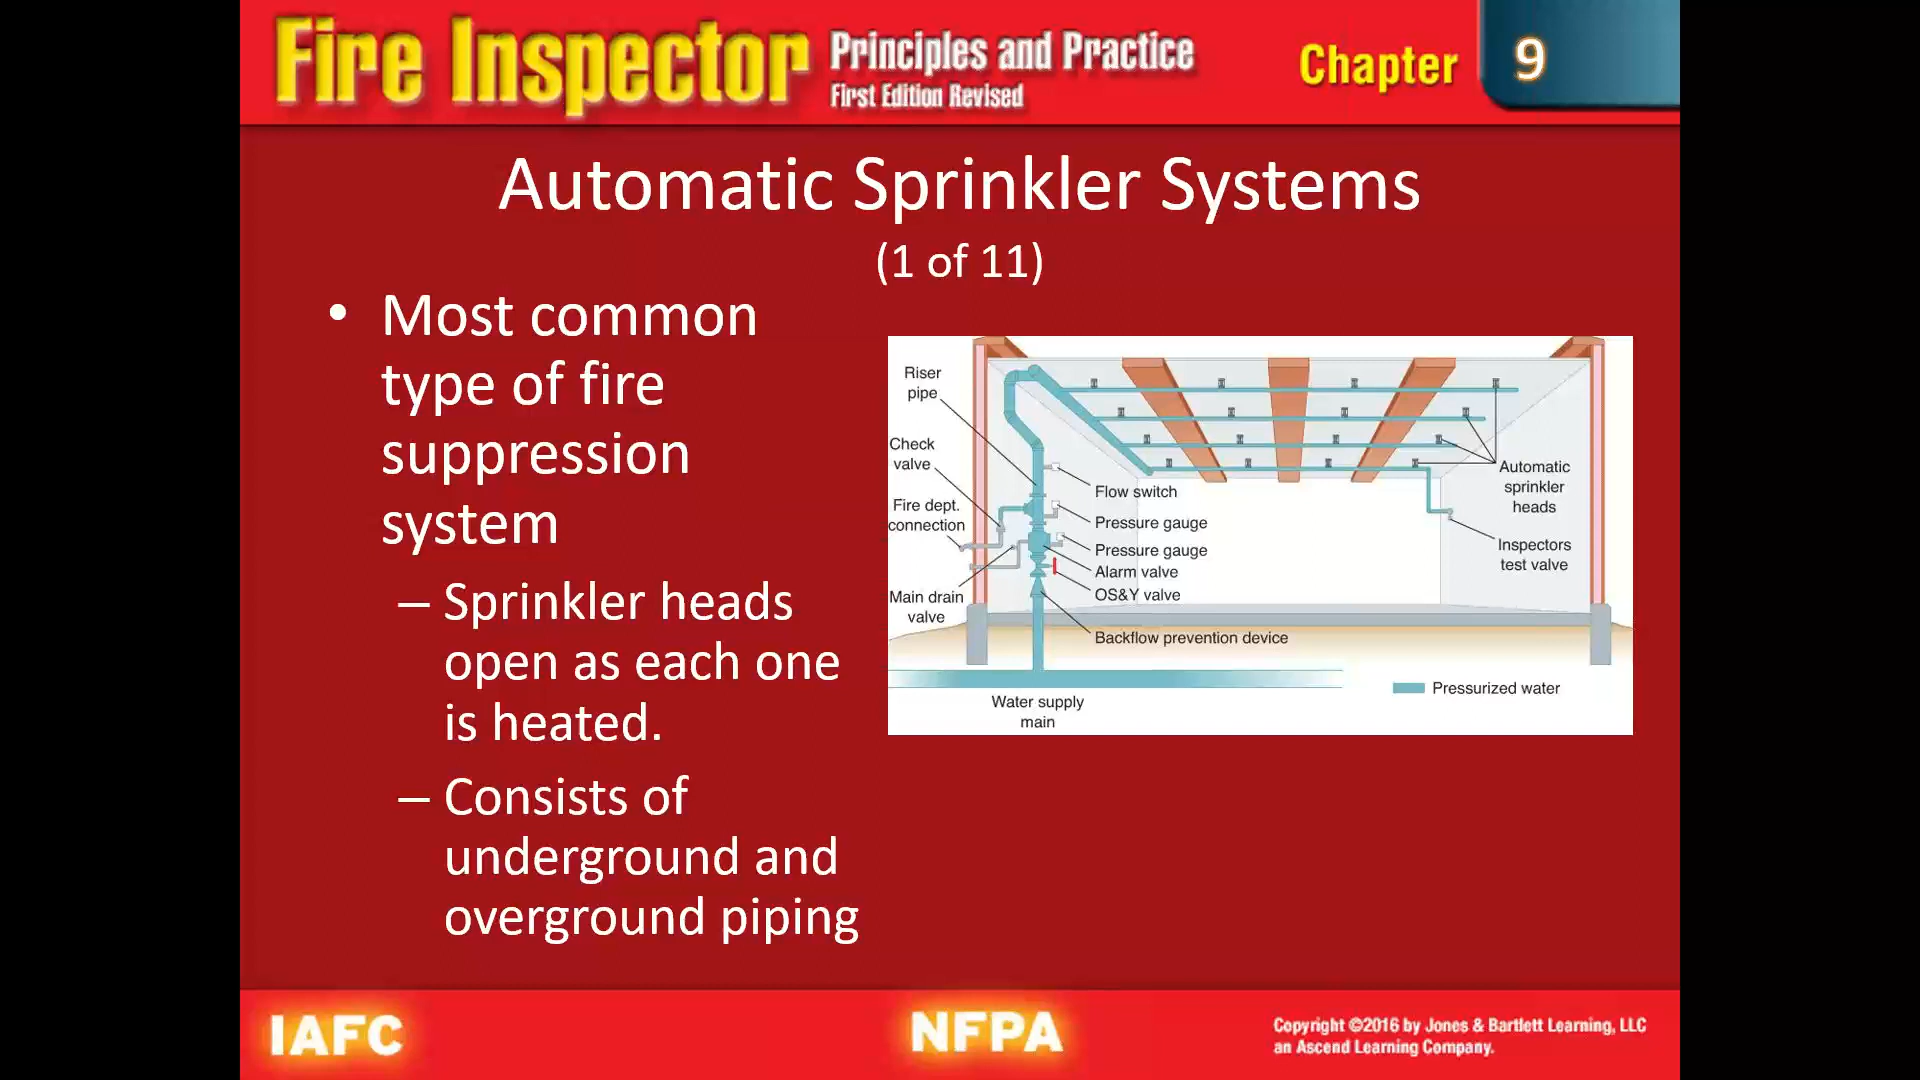 Fire Inspector Principles and Practice
First Edition Revised
Chapter 9
Automatic Sprinkler Systems
(1 of 11)
• Most common
type of fire
suppression
system
– Sprinkler heads
open as each one
is heated.
– Consists of
underground and
overground piping
Riser
pipe
Check
valve
Fire dept.
connection
Main drain
valve
Flow switch
Pressure gauge
Pressure gauge
Alarm valve
OS&Y valve
Backflow prevention device
Automatic
sprinkler
heads
Inspectors
test valve
Water supply
main
Pressurized water
IAFC
NFPA
Copyright ©2016 by Jones & Bartlett Learning, LLC
an Ascend Learning Company.